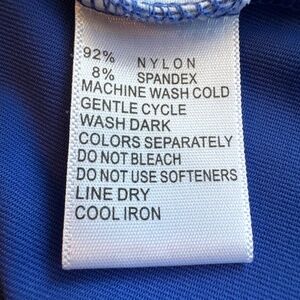 92% NYLON
8% SPANDEX
MACHINE WASH COLD
GENTLE CYCLE
WASH DARK
COLORS SEPARATELY
DO NOT BLEACH
DO NOT USE SOFTENERS
LINE DRY
COOL IRON